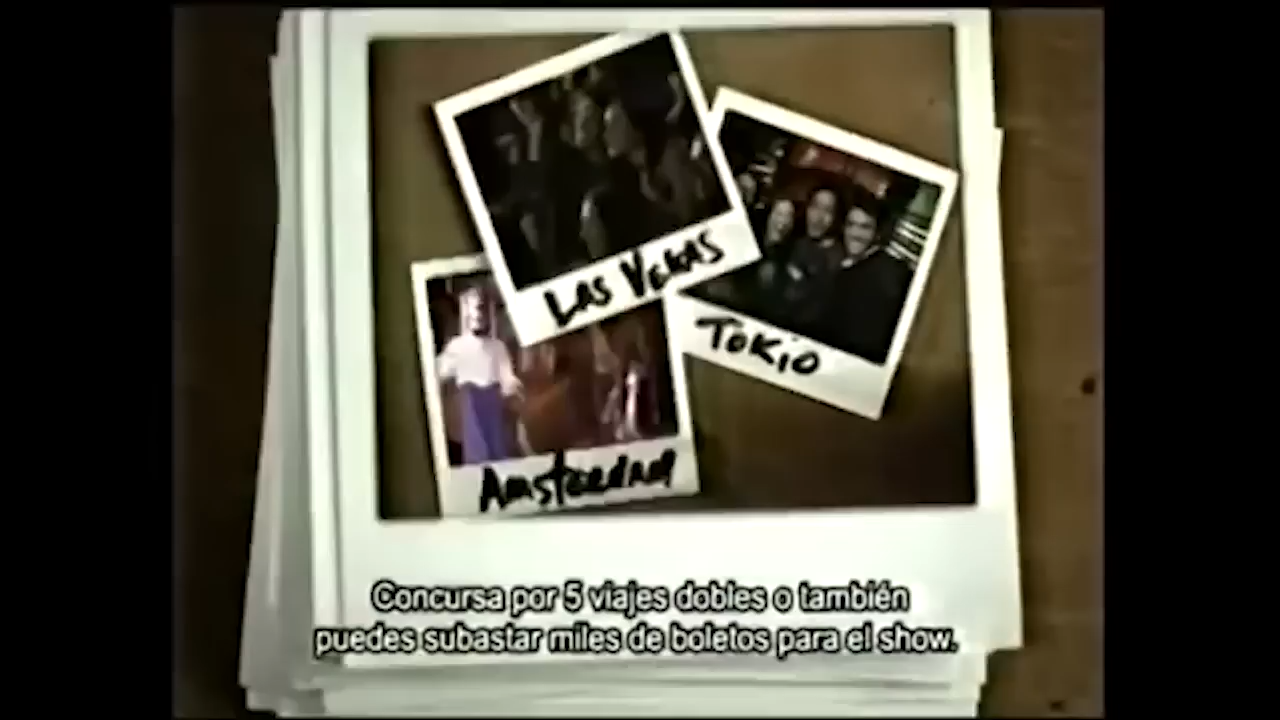 LAS VEGAS
TOKIO
AMSTERDAM
Concursa por 5 viajes dobles o también
puedes subastar miles de boletos para el show.